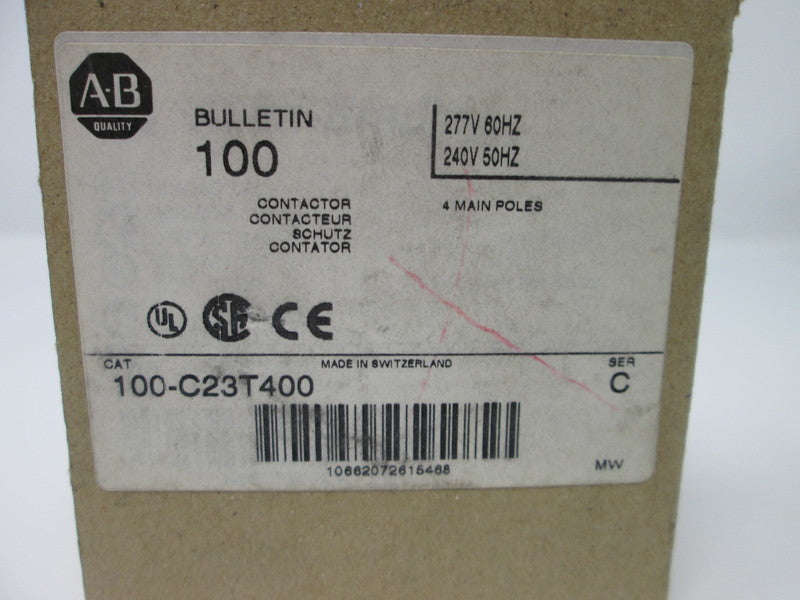 A-B
QUALITY
BULLETIN
100
277V 60HZ
240V 50HZ
CONTACTOR
CONTACTEUR
SCHUTZ
CONTATOR
4 MAIN POLES
UL
SA
CE
CAT
MADE IN SWITZERLAND
SER
100-C23T400
C
10662072615468
MW